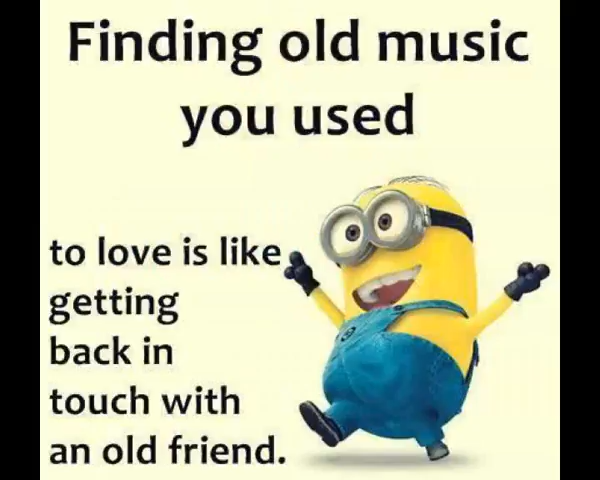 Finding old music
you used
to love is like
getting
back in
touch with
an old friend.